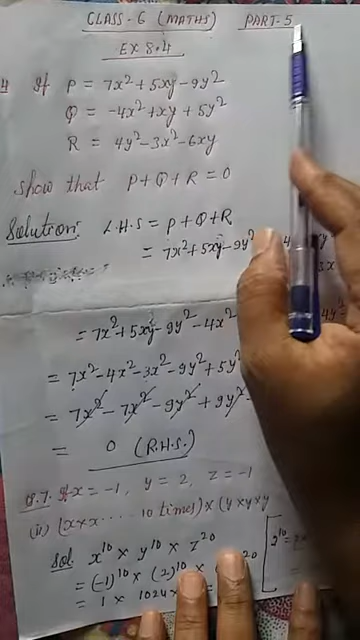 CLASS-6 (MATHS) PART-5
EX 8.4
4 If P = 7x² + 5xy - 9y²
Q = -4x² + xy + 5y²
R = 4y² - 3x² - 6xy
show that P + Q + R = 0
Solution: L.H.S = P + Q + R
= 7x² + 5xy - 9y²
= 7x² + 5xy - 9y² - 4x²
= 7x² - 4x² - 3x² - 9y² + 5y²
= 7x² - 7x² - 9y² + 9y²
= 0 (R.H.S.)
Q.7. If x = -1, y = 2, z = -1
(ii) (x×x..... 10 times) × (y×y×y
Sol. x¹⁰ × y¹⁰ × z²⁰
= (-1)¹⁰ × (2)¹⁰ ×
= 1 × 1024 ×